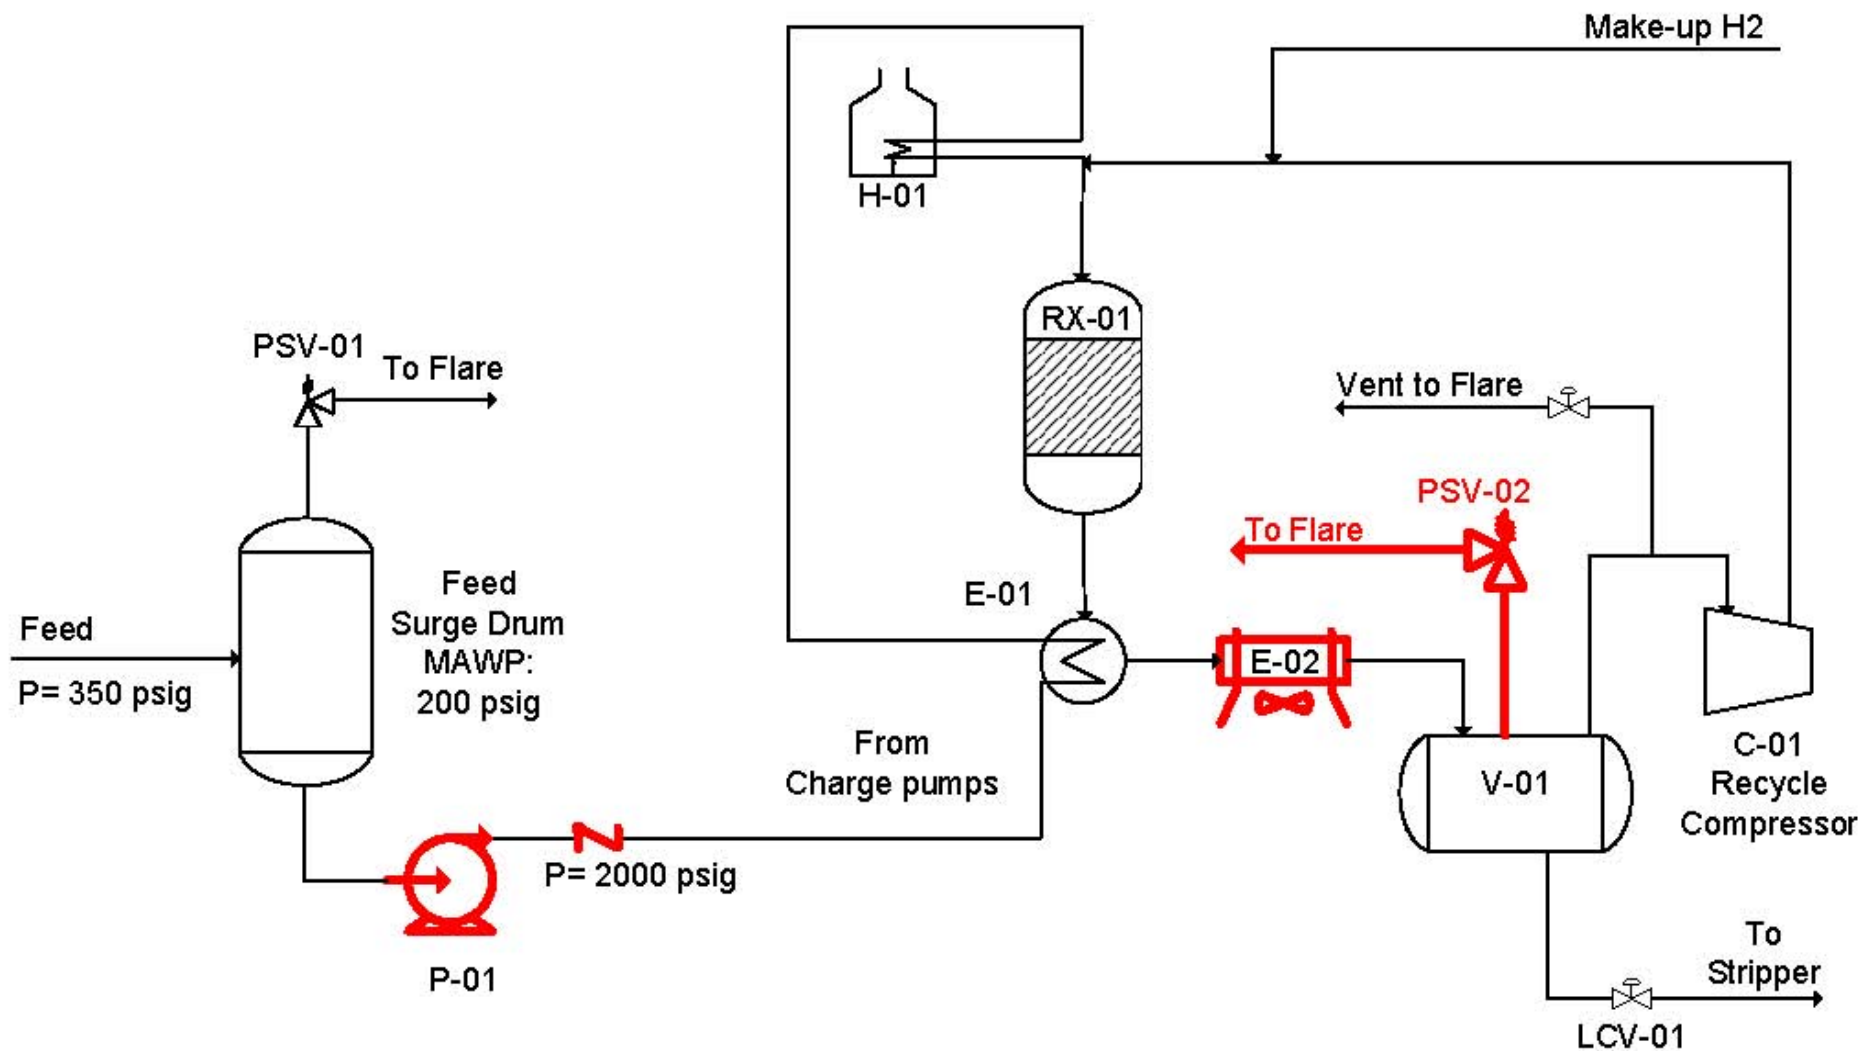 Make-up H2
H-01
RX-01
PSV-01
To Flare
Vent to Flare
PSV-02
To Flare
Feed
P= 350 psig
Feed
Surge Drum
MAWP:
200 psig
E-01
E-02
From
Charge pumps
V-01
C-01
Recycle
Compressor
P= 2000 psig
P-01
To
Stripper
LCV-01